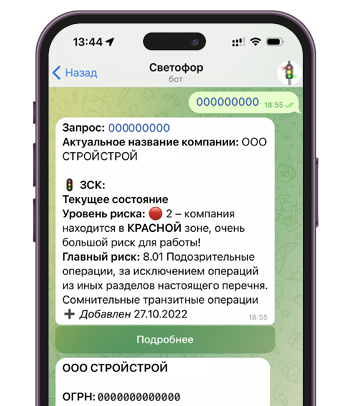 13:44
Назад
Светофор
бот
000000000 18:55
Запрос: 000000000
Актуальное название компании: ООО
СТРОЙСТРОЙ
ЗСК:
Текущее состояние
Уровень риска: 🔴 2 – компания
находится в КРАСНОЙ зоне, очень
большой риск для работы!
Главный риск: 8.01 Подозрительные
операции, за исключением операций
из иных разделов настоящего перечня.
Сомнительные транзитные операции
➕ Добавлен 27.10.2022
18:55
Подробнее
ООО СТРОЙСТРОЙ
ОГРН: 0000000000000